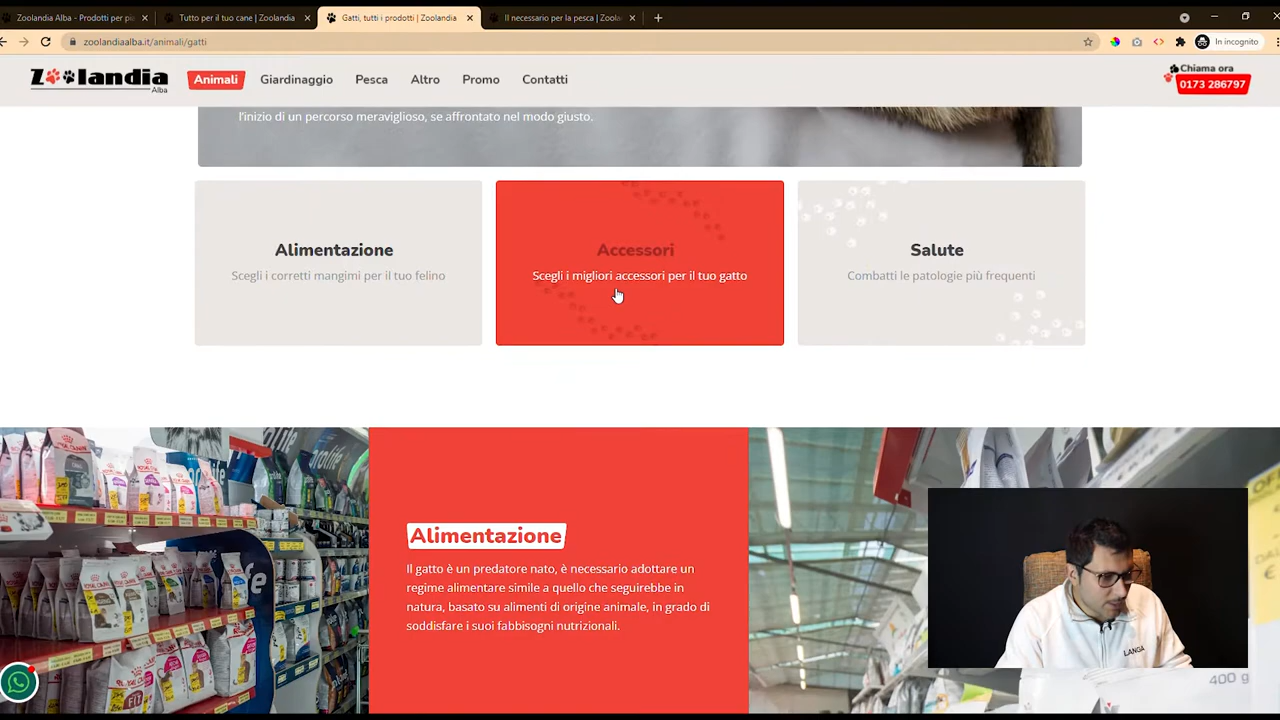 Zoolandia Alba - Prodotti per pi
Tutto per il tuo cane | Zoolandia
Gatti, tutti i prodotti | Zoolandia
Il necessario per la pesca | Zoola
zoolandiaalba.it/animali/gatti
In incognito
Zoolandia
Alba
Animali
Giardinaggio
Pesca
Altro
Promo
Contatti
Chiama ora
0173 286797
l'inizio di un percorso meraviglioso, se affrontato nel modo giusto.
Alimentazione
Scegli i corretti mangimi per il tuo felino
Accessori
Scegli i migliori accessori per il tuo gatto
Salute
Combatti le patologie più frequenti
Alimentazione
Il gatto è un predatore nato, è necessario adottare un
regime alimentare simile a quello che seguirebbe in
natura, basato su alimenti di origine animale, in grado di
soddisfare i suoi fabbisogni nutrizionali.
LANGA
400 g